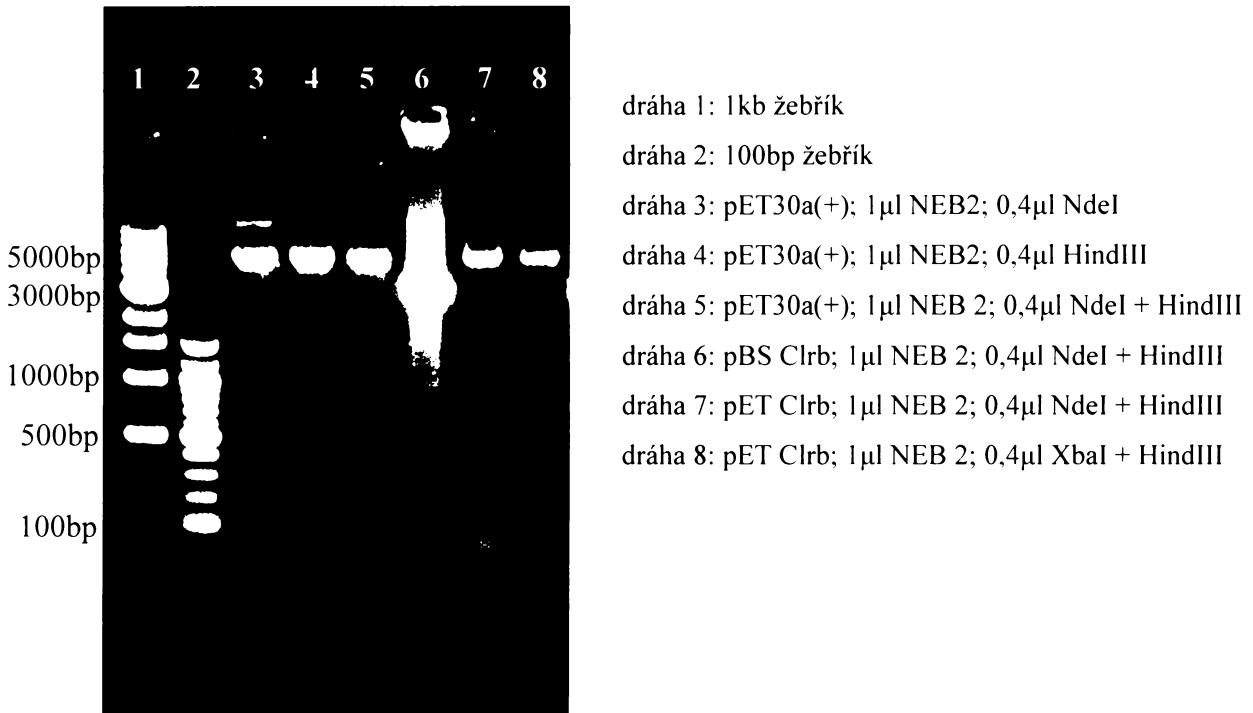 1 2 3 4 5 6 7 8
5000bp
3000bp
1000bp
500bp
100bp
dráha 1: 1kb žebřík
dráha 2: 100bp žebřík
dráha 3: pET30a(+); 1µl NEB2; 0,4µl NdeI
dráha 4: pET30a(+); 1µl NEB2; 0,4µl HindIII
dráha 5: pET30a(+); 1µl NEB 2; 0,4µl NdeI + HindIII
dráha 6: pBS Clrb; 1µl NEB 2; 0,4µl NdeI + HindIII
dráha 7: pET Clrb; 1µl NEB 2; 0,4µl NdeI + HindIII
dráha 8: pET Clrb; 1µl NEB 2; 0,4µl XbaI + HindIII